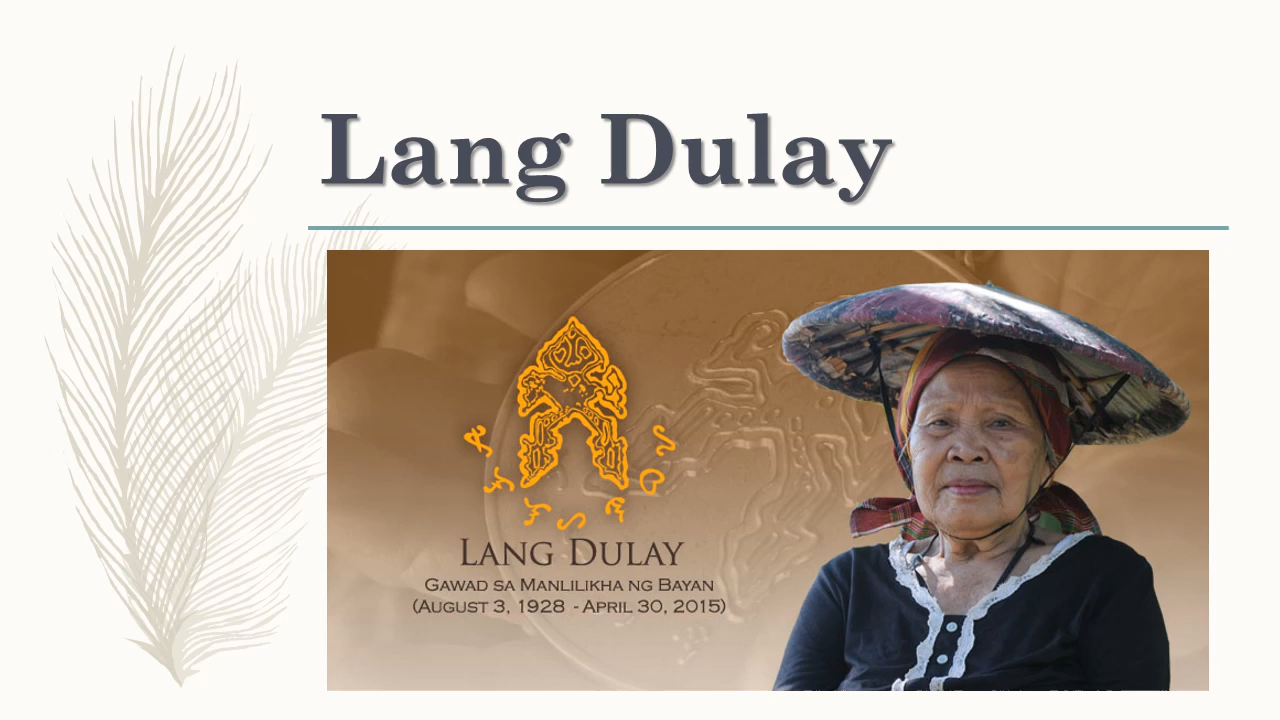 Lang Dulay
LANG DULAY
GAWAD SA MANLILIKHA NG BAYAN
(AUGUST 3, 1928 - APRIL 30, 2015)